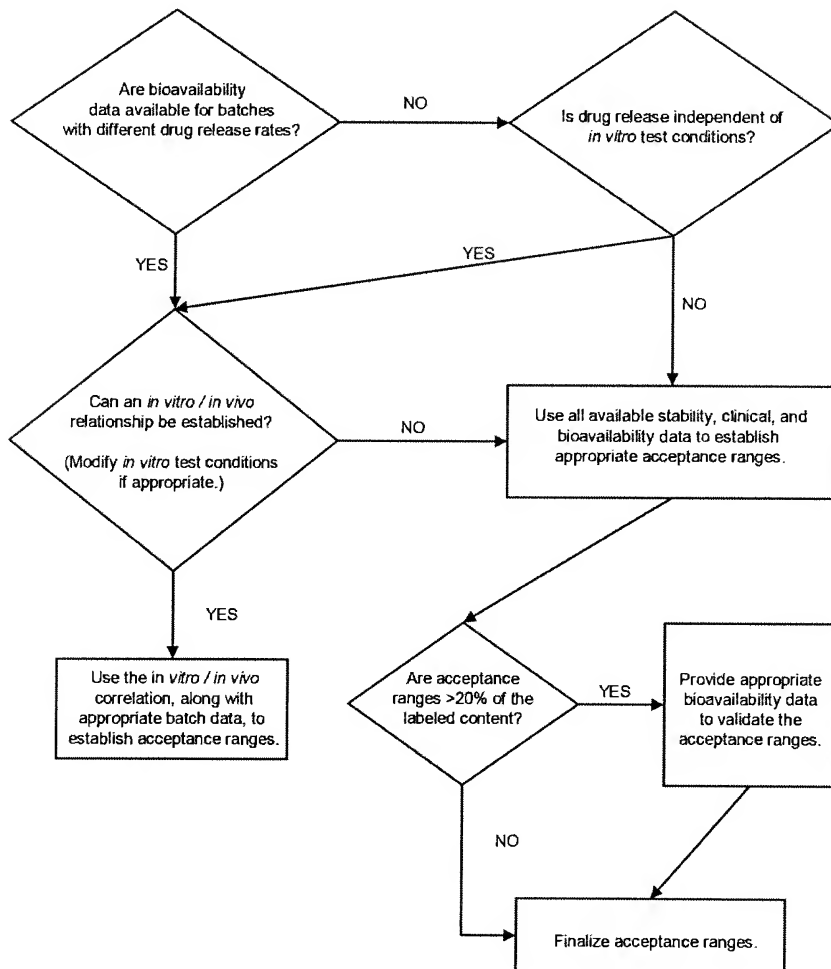 Are bioavailability
data available for batches
with different drug release rates?
NO
Is drug release independent of
in vitro test conditions?
YES
YES
NO
Can an in vitro / in vivo
relationship be established?
(Modify in vitro test conditions
if appropriate.)
NO
Use all available stability, clinical, and
bioavailability data to establish
appropriate acceptance ranges.
YES
Use the in vitro / in vivo
correlation, along with
appropriate batch data, to
establish acceptance ranges.
Are acceptance
ranges >20% of the
labeled content?
YES
Provide appropriate
bioavailability data
to validate the
acceptance ranges.
NO
Finalize acceptance ranges.